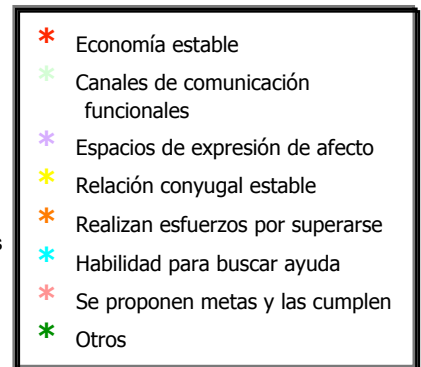 * Economía estable
* Canales de comunicación
funcionales
* Espacios de expresión de afecto
* Relación conyugal estable
* Realizan esfuerzos por superarse
s
* Habilidad para buscar ayuda
* Se proponen metas y las cumplen
* Otros